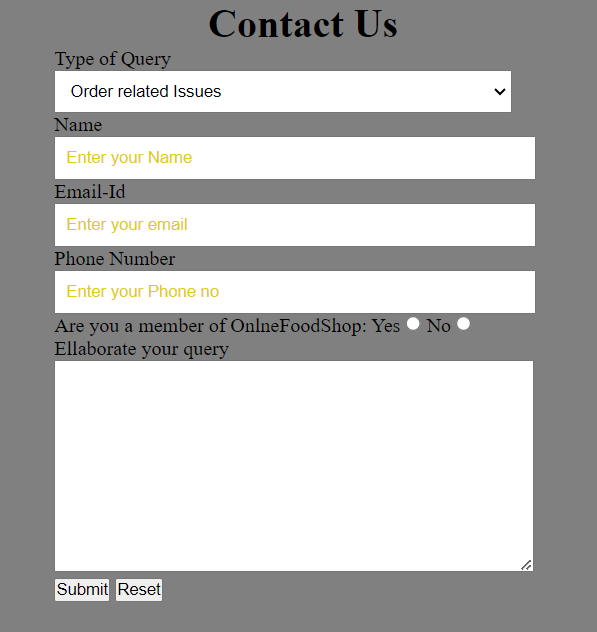 Contact Us
Type of Query
Order related Issues
Name
Enter your Name
Email-Id
Enter your email
Phone Number
Enter your Phone no
Are you a member of OnlneFoodShop: Yes No
Ellaborate your query
Submit Reset